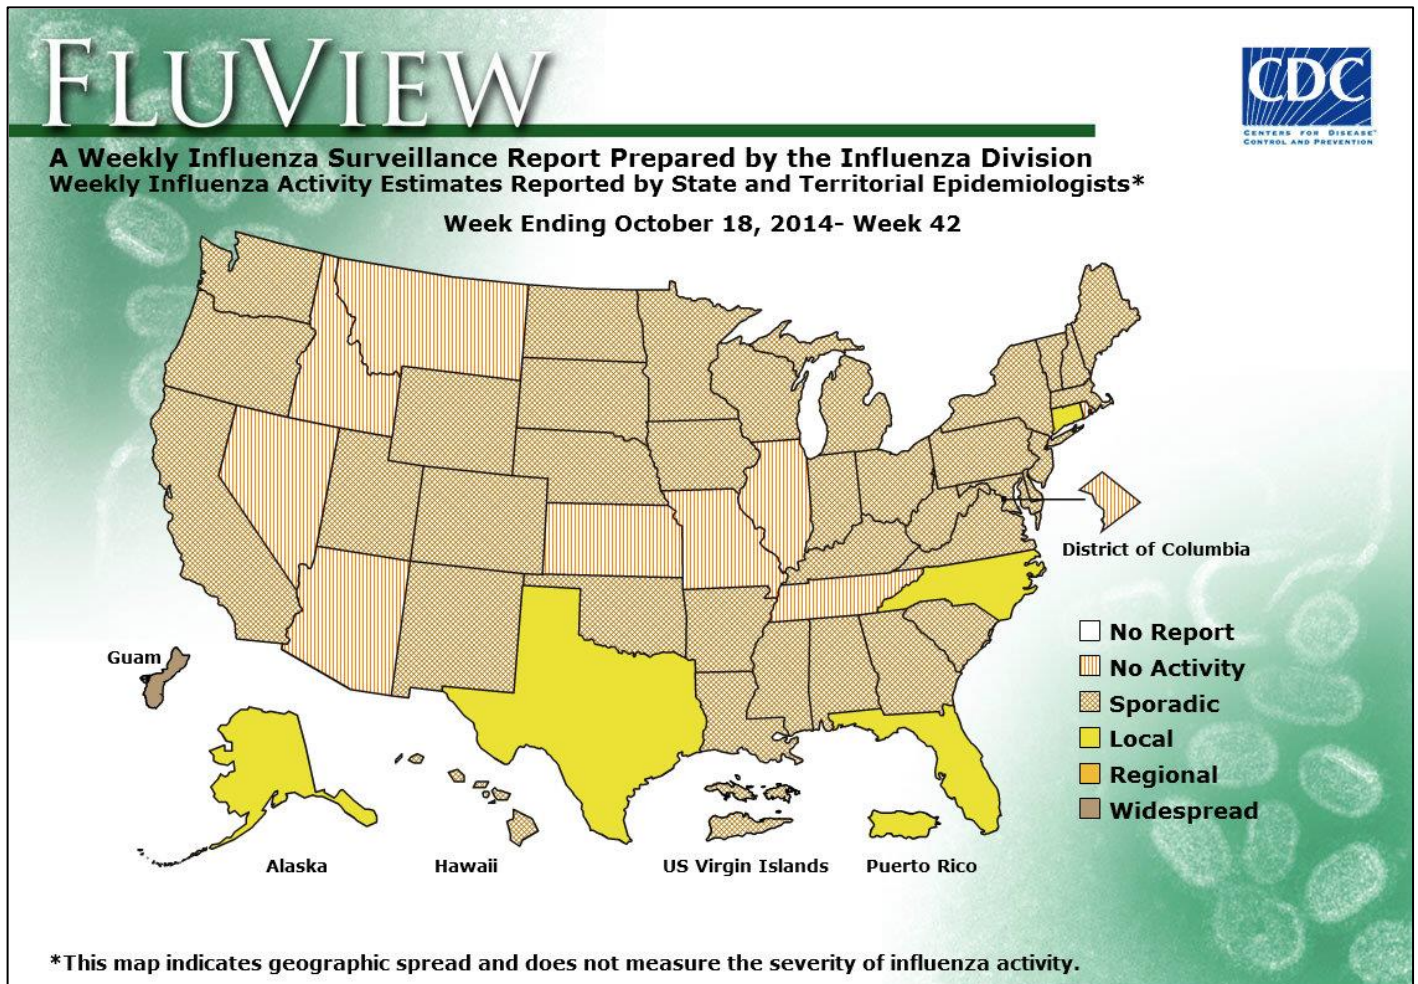 FLUVIEW
CDC
CENTERS FOR DISEASE
CONTROL AND PREVENTION
A Weekly Influenza Surveillance Report Prepared by the Influenza Division
Weekly Influenza Activity Estimates Reported by State and Territorial Epidemiologists*
Week Ending October 18, 2014- Week 42
District of Columbia
No Report
No Activity
Sporadic
Local
Regional
Widespread
Guam
Alaska
Hawaii
US Virgin Islands
Puerto Rico
*This map indicates geographic spread and does not measure the severity of influenza activity.